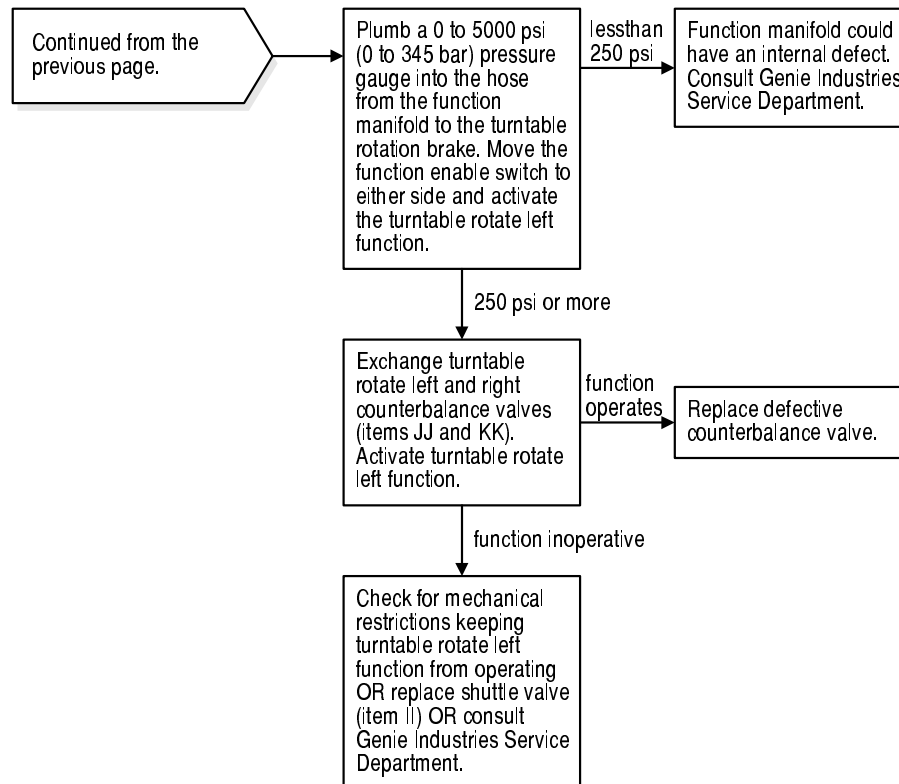 Continued from the
previous page.
Plumb a 0 to 5000 psi
(0 to 345 bar) pressure
gauge into the hose
from the function
manifold to the turntable
rotation brake. Move the
function enable switch to
either side and activate
the turntable rotate left
function.
lessthan
250 psi
Function manifold could
have an internal defect.
Consult Genie Industries
Service Department.
250 psi or more
Exchange turntable
rotate left and right
counterbalance valves
(items JJ and KK).
Activate turntable rotate
left function.
function
operates
Replace defective
counterbalance valve.
function inoperative
Check for mechanical
restrictions keeping
turntable rotate left
function from operating
OR replace shuttle valve
(item II) OR consult
Genie Industries Service
Department.